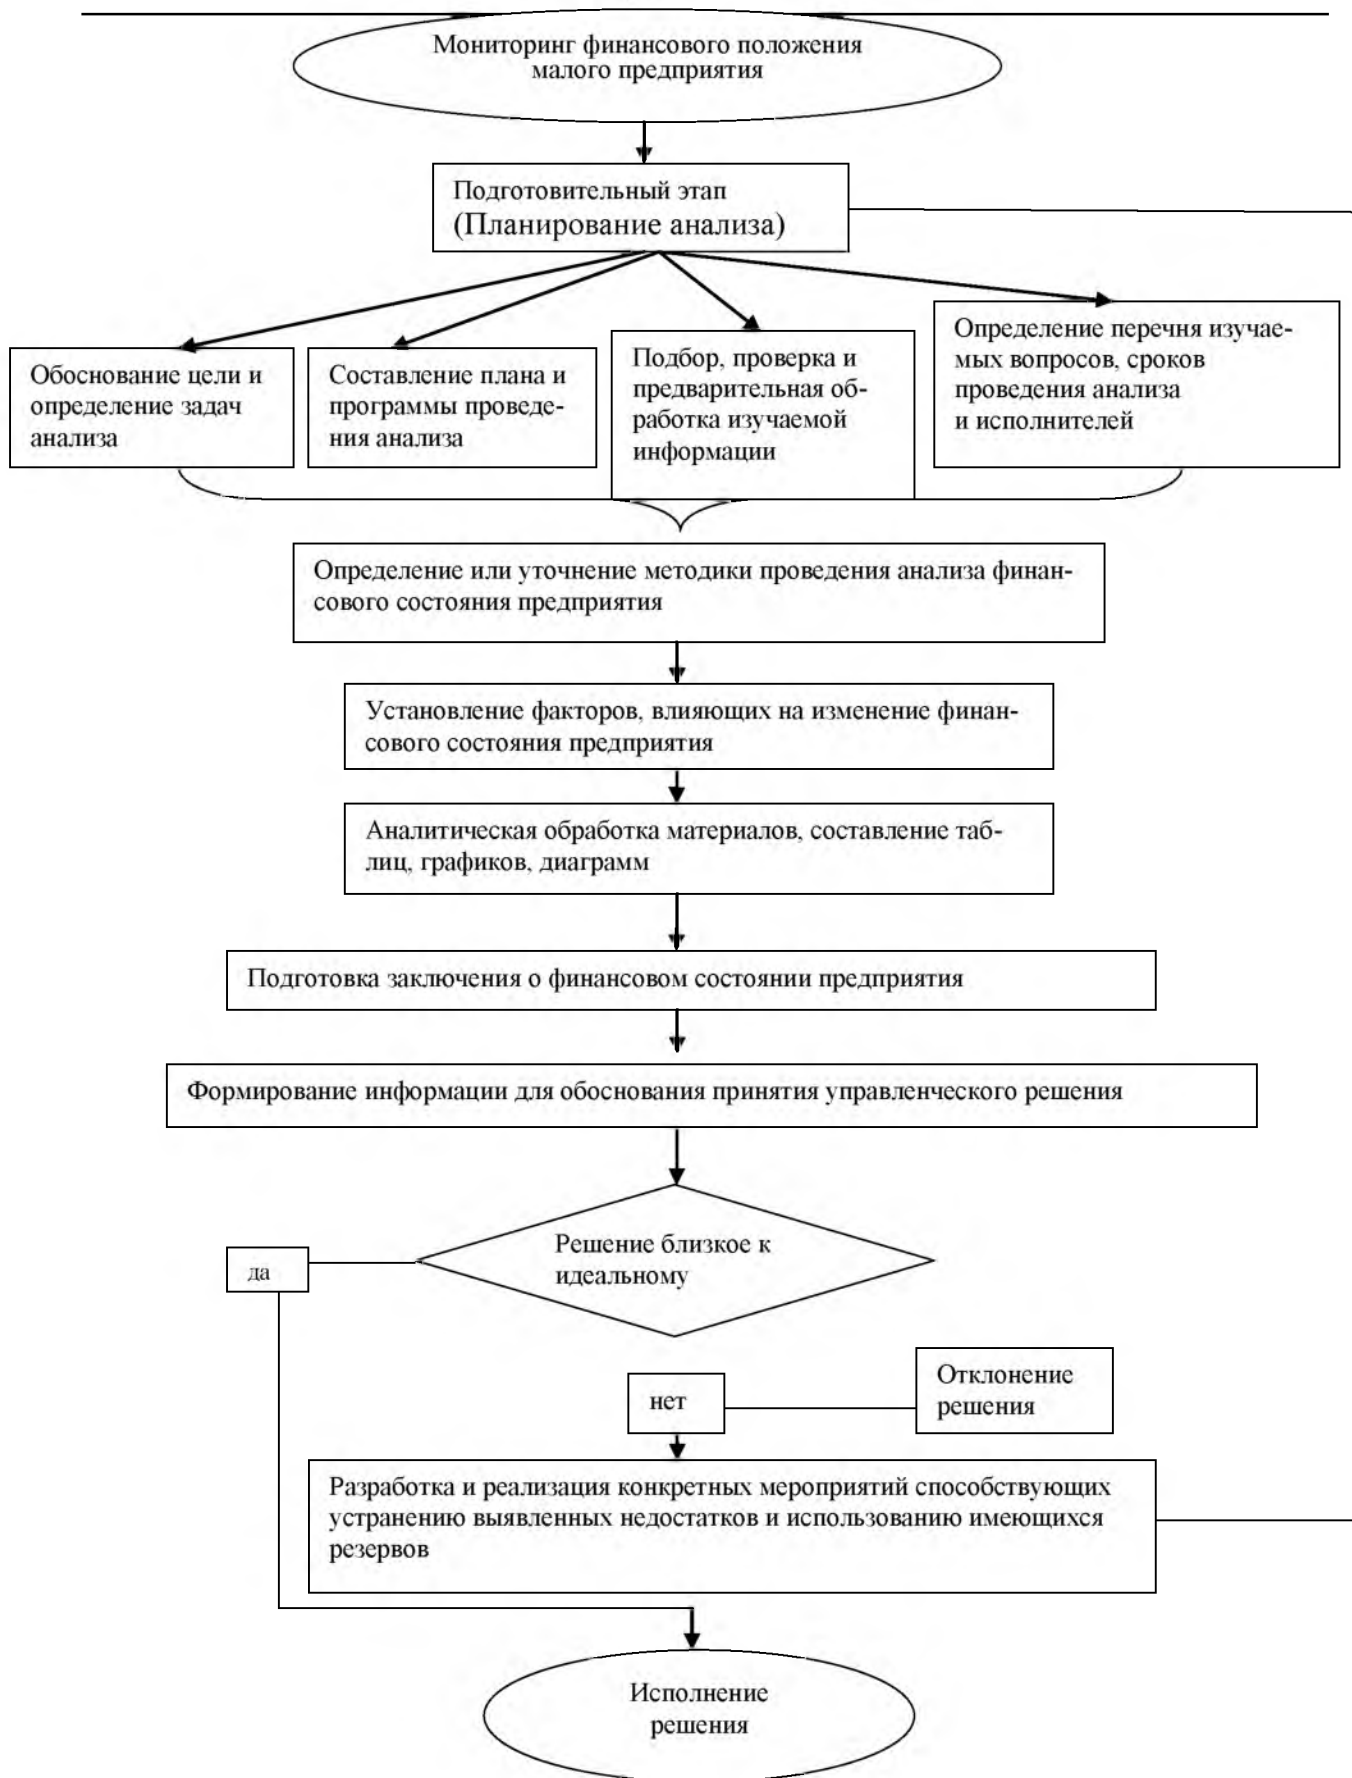 Мониторинг финансового положения
малого предприятия
Подготовительный этап
(Планирование анализа)
Обоснование цели и
определение задач
анализа
Составление плана и
программы проведе-
ния анализа
Подбор, проверка и
предварительная об-
работка изучаемой
информации
Определение перечня изучае-
мых вопросов, сроков
проведения анализа
и исполнителей
Определение или уточнение методики проведения анализа финан-
сового состояния предприятия
Установление факторов, влияющих на изменение финан-
сового состояния предприятия
Аналитическая обработка материалов, составление таб-
лиц, графиков, диаграмм
Подготовка заключения о финансовом состоянии предприятия
Формирование информации для обоснования принятия управленческого решения
Решение близкое к
идеальному
да
Отклонение
решения
нет
Разработка и реализация конкретных мероприятий способствующих
устранению выявленных недостатков и использованию имеющихся
резервов
Исполнение
решения